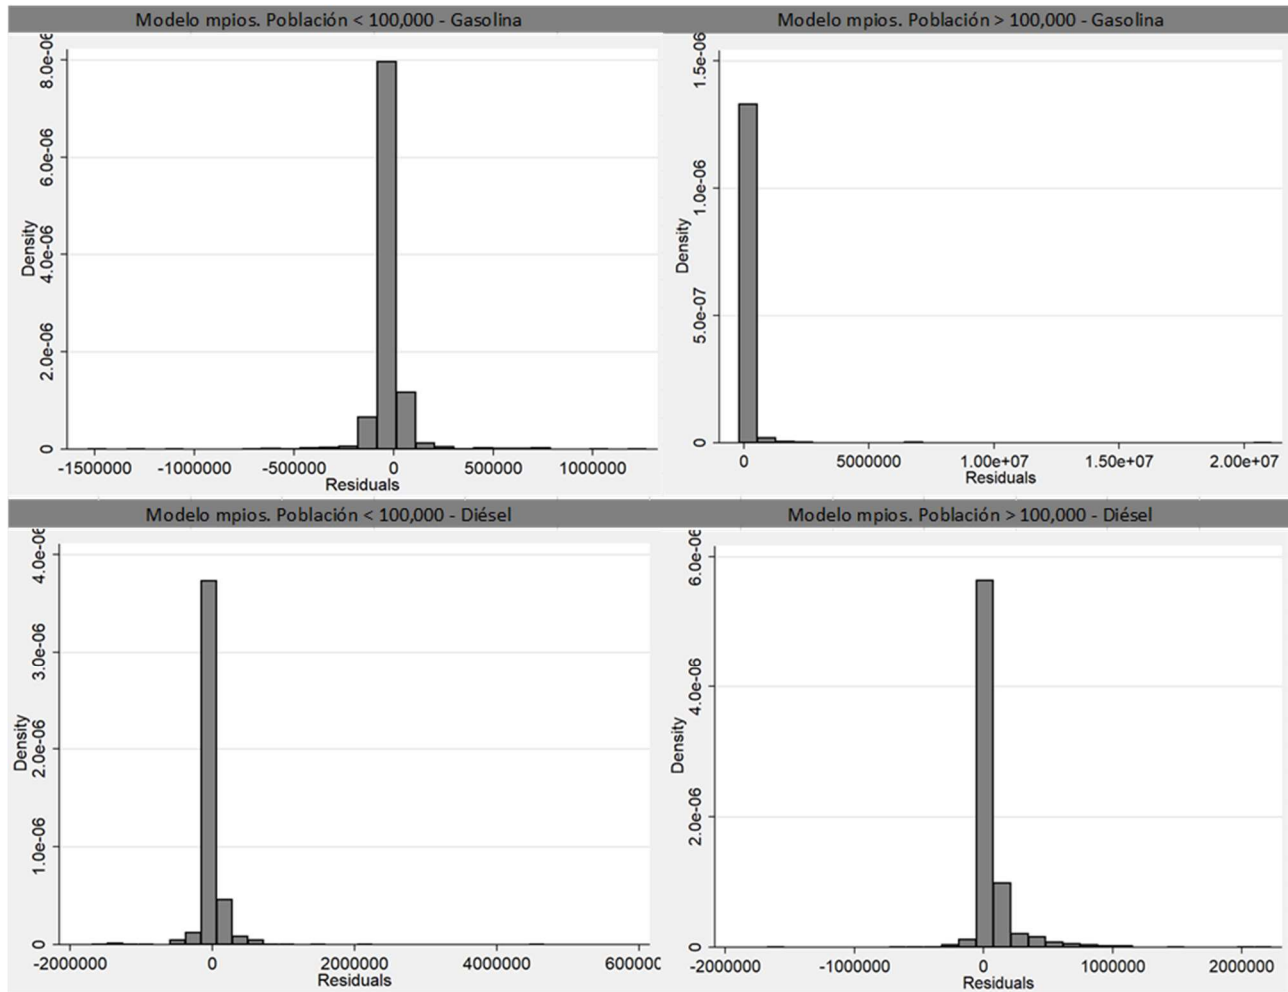 Modelo mpios. Población < 100,000 - Gasolina
8.0e-06
6.0e-06
4.0e-06
2.0e-06
0
Density
-1500000 -1000000 -500000 0 500000 1000000
Residuals
Modelo mpios. Población > 100,000 - Gasolina
1.5e-06
1.0e-06
5.0e-07
0
Density
0 5000000 1.00e+07 1.50e+07 2.00e+07
Residuals
Modelo mpios. Población < 100,000 - Diésel
4.0e-06
3.0e-06
2.0e-06
1.0e-06
0
Density
-2000000 0 2000000 4000000 600000
Residuals
Modelo mpios. Población > 100,000 - Diésel
6.0e-06
4.0e-06
2.0e-06
0
Density
-2000000 -1000000 0 1000000 2000000
Residuals